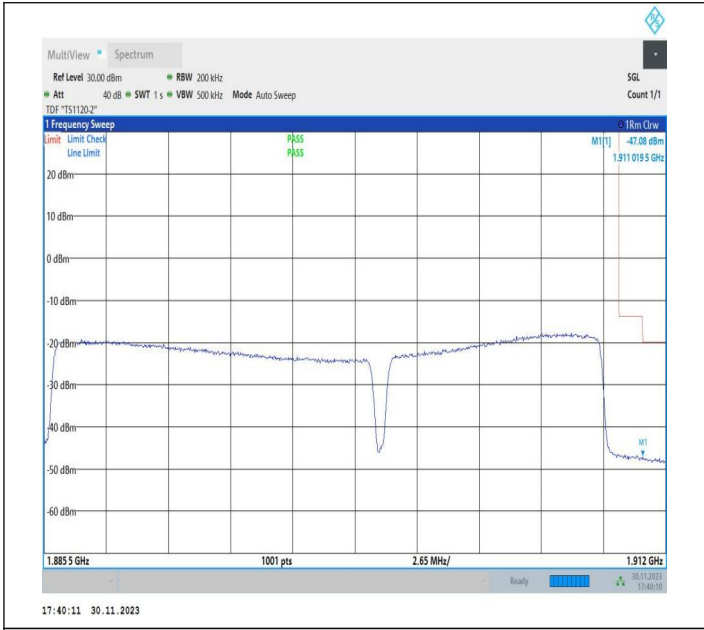 R S
MultiView Spectrum
Ref Level 30.00 dBm RBW 200 kHz SGL
Att 40 dB SWT 1 s VBW 500 kHz Mode Auto Sweep Count 1/1
TDF "TS1120-2"
1 Frequency Sweep 1Rm Clrw
Limit Limit Check PASS M1[1] -47.08 dBm
Line Limit PASS 1.911 019 5 GHz
20 dBm
10 dBm
0 dBm
-10 dBm
-20 dBm
-30 dBm
-40 dBm
M1
-50 dBm
-60 dBm
1.885 5 GHz 1001 pts 2.65 MHz/ 1.912 GHz
Ready 30.11.2023
17:40:10
17:40:11 30.11.2023